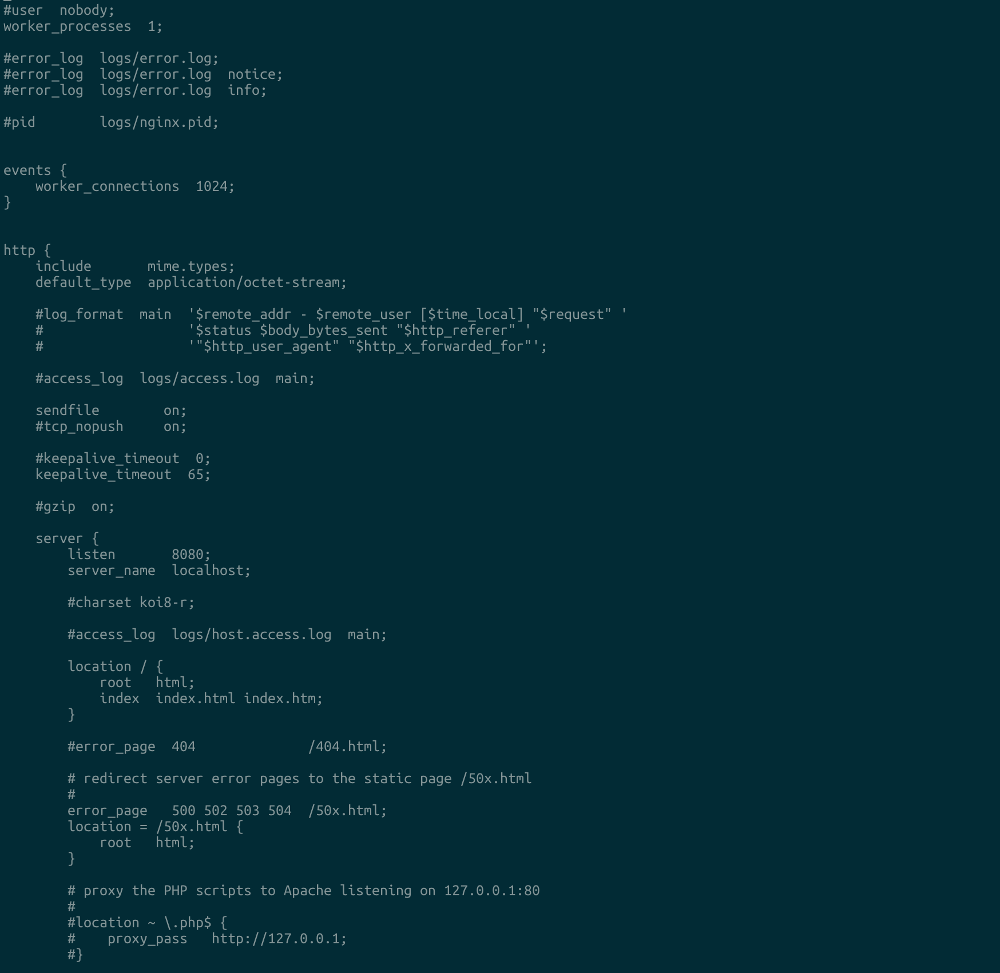 #user  nobody;
worker_processes  1;

#error_log  logs/error.log;
#error_log  logs/error.log  notice;
#error_log  logs/error.log  info;

#pid        logs/nginx.pid;


events {
    worker_connections  1024;
}


http {
    include       mime.types;
    default_type  application/octet-stream;

    #log_format  main  '$remote_addr - $remote_user [$time_local] "$request" '
    #                  '$status $body_bytes_sent "$http_referer" '
    #                  '"$http_user_agent" "$http_x_forwarded_for"';

    #access_log  logs/access.log  main;

    sendfile        on;
    #tcp_nopush     on;

    #keepalive_timeout  0;
    keepalive_timeout  65;

    #gzip  on;

    server {
        listen       8080;
        server_name  localhost;

        #charset koi8-r;

        #access_log  logs/host.access.log  main;

        location / {
            root   html;
            index  index.html index.htm;
        }

        #error_page  404              /404.html;

        # redirect server error pages to the static page /50x.html
        #
        error_page   500 502 503 504  /50x.html;
        location = /50x.html {
            root   html;
        }

        # proxy the PHP scripts to Apache listening on 127.0.0.1:80
        #
        #location ~ \.php$ {
        #    proxy_pass   http://127.0.0.1;
        #}